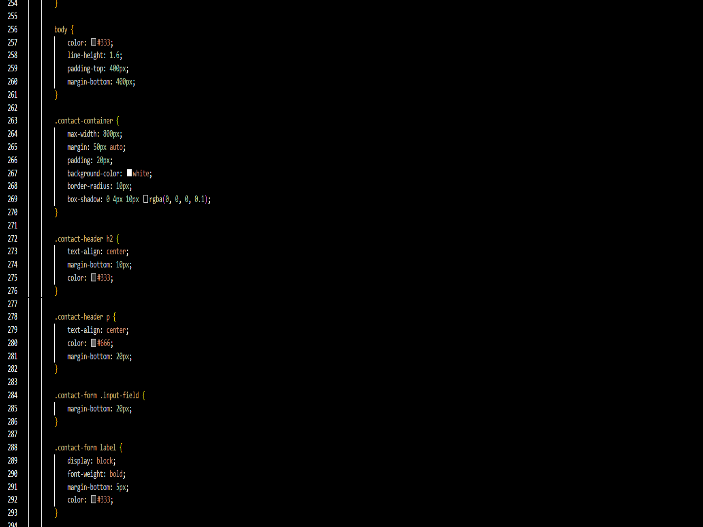 254 }
255
256 body {
257 color: #333;
258 line-height: 1.6;
259 padding-top: 400px;
260 margin-bottom: 400px;
261 }
262
263 .contact-container {
264 max-width: 800px;
265 margin: 50px auto;
266 padding: 20px;
267 background-color: white;
268 border-radius: 10px;
269 box-shadow: 0 4px 10px rgba(0, 0, 0, 0.1);
270 }
271
272 .contact-header h2 {
273 text-align: center;
274 margin-bottom: 10px;
275 color: #333;
276 }
277
278 .contact-header p {
279 text-align: center;
280 color: #666;
281 margin-bottom: 20px;
282 }
283
284 .contact-form .input-field {
285 margin-bottom: 20px;
286 }
287
288 .contact-form label {
289 display: block;
290 font-weight: bold;
291 margin-bottom: 5px;
292 color: #333;
293 }
294